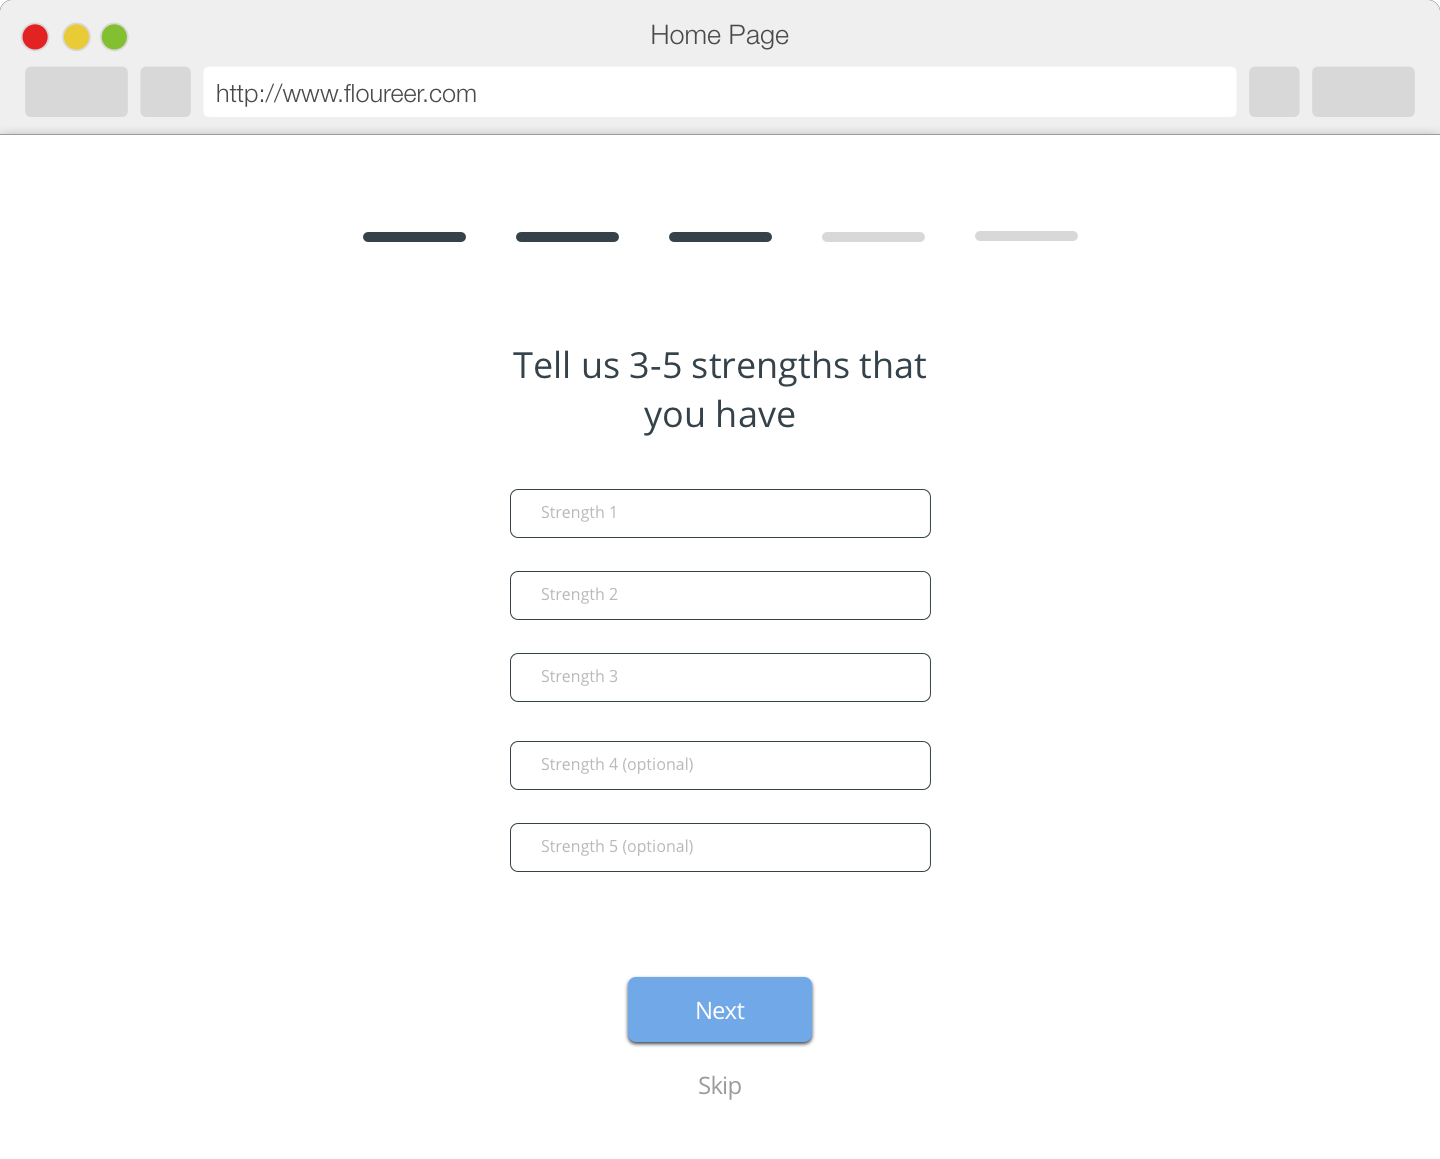 Home Page
http://www.floureer.com
Tell us 3-5 strengths that
you have
Strength 1
Strength 2
Strength 3
Strength 4 (optional)
Strength 5 (optional)
Next
Skip